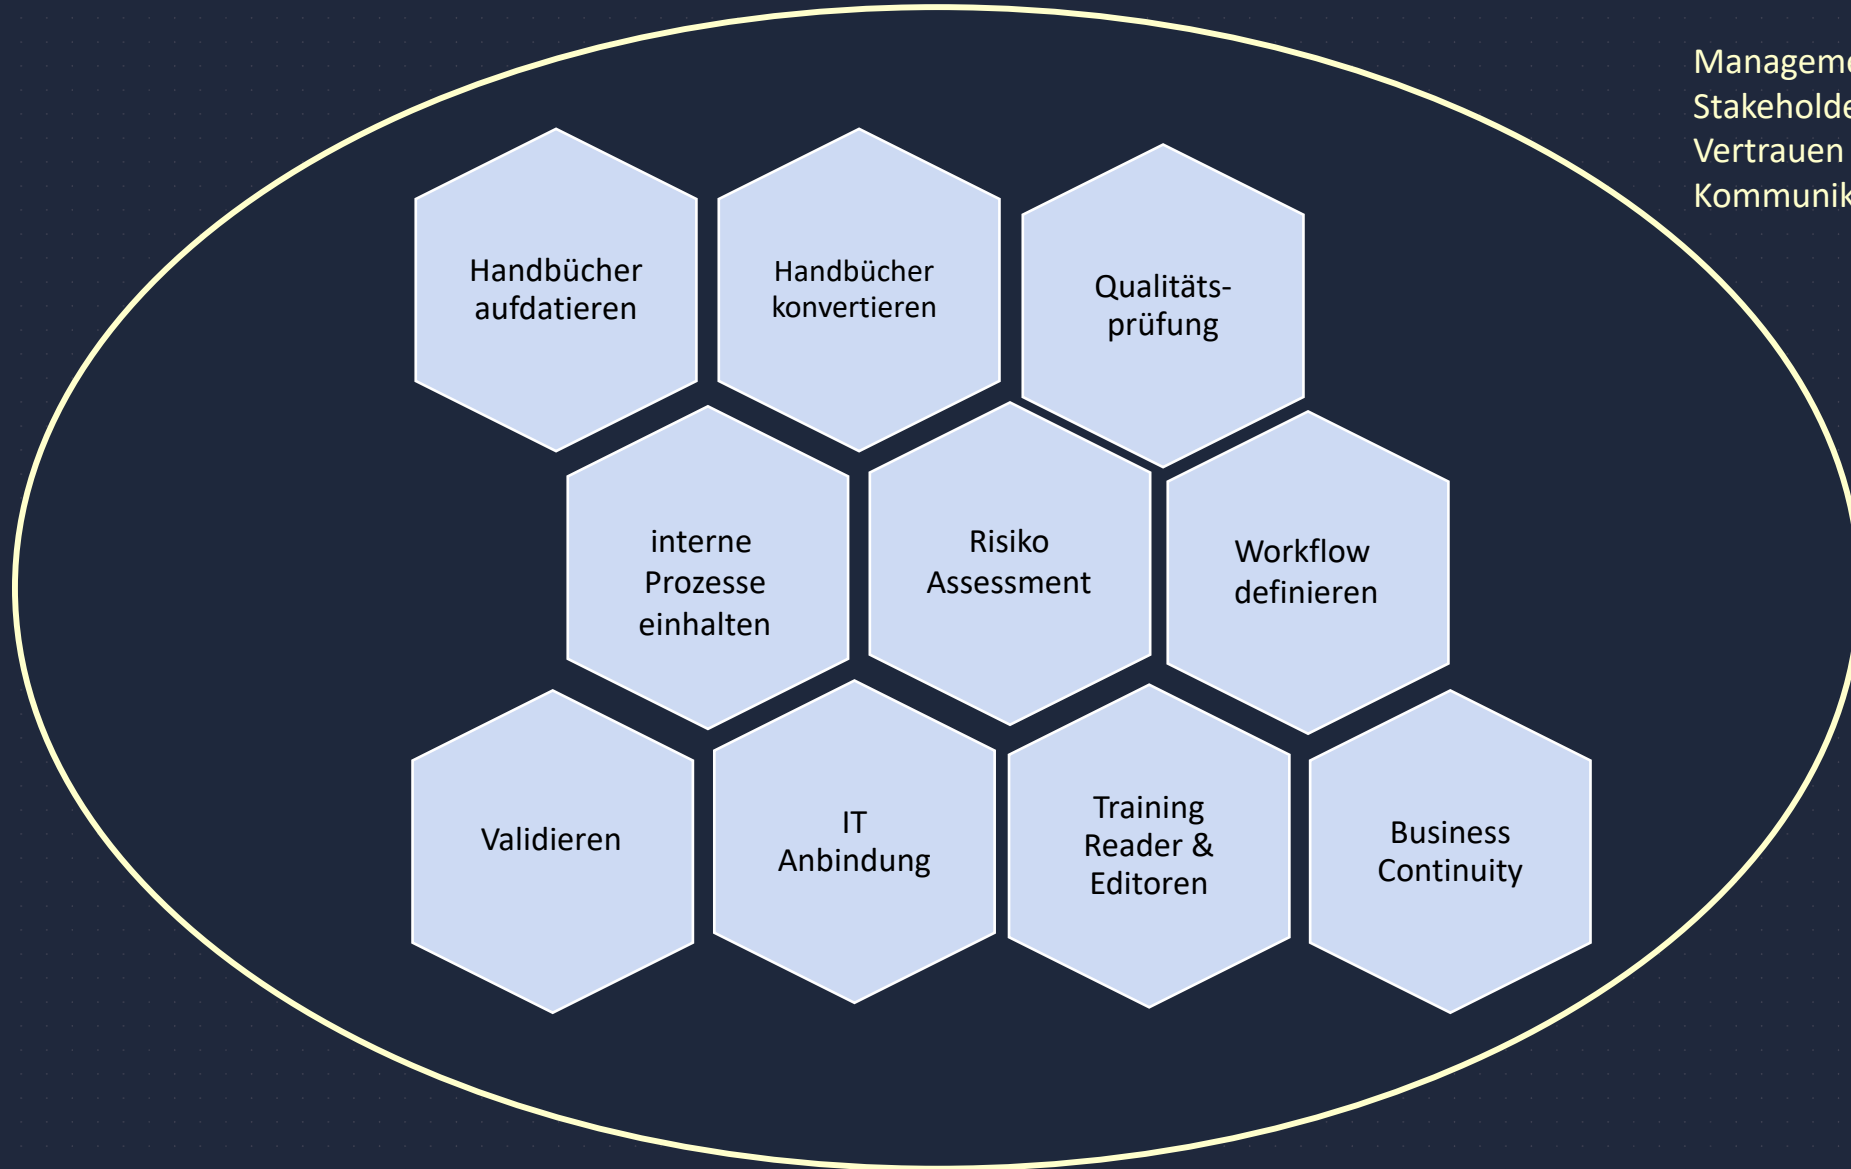 Vertrauen
Handbücher
aufdatieren
Handbücher
konvertieren
Qualitäts-
prüfung
interne
Prozesse
einhalten
Risiko
Assessment
Workflow
definieren
Validieren
IT
Anbindung
Training
Reader &
Editoren
Business
Continuity